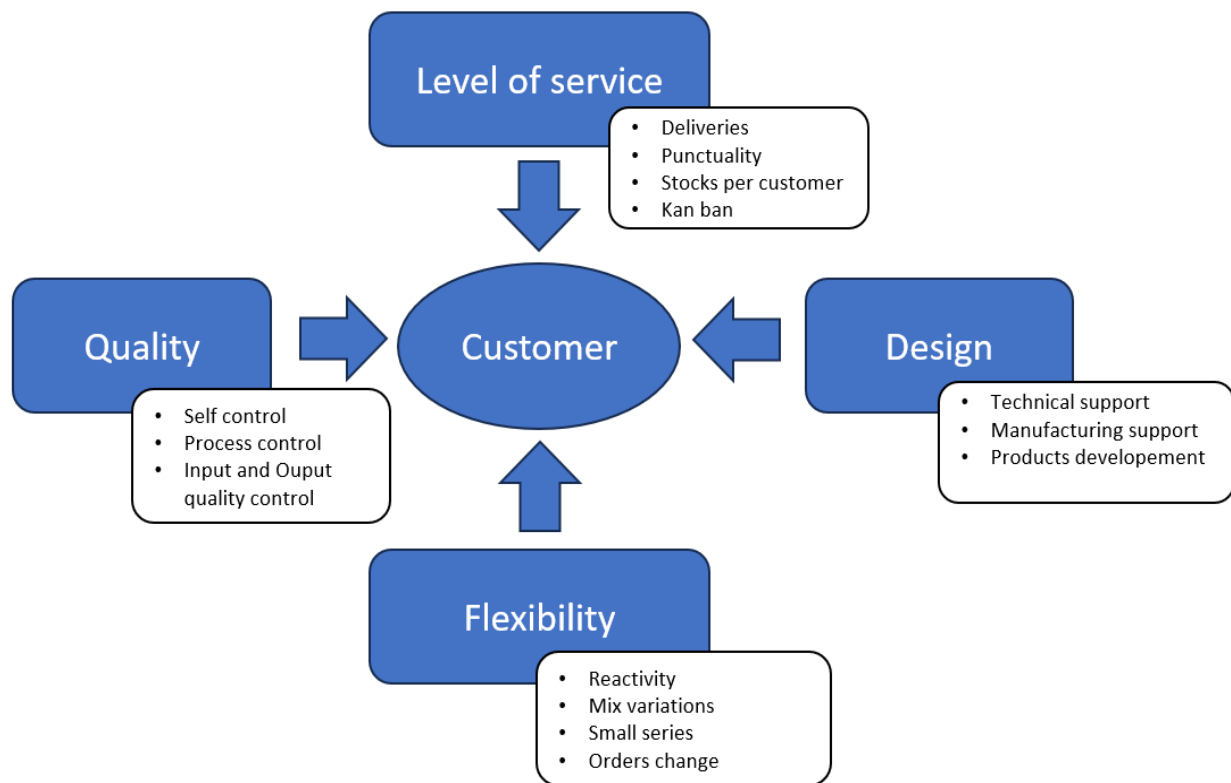 Level of service
• Deliveries
• Punctuality
• Stocks per customer
• Kan ban
Quality
• Self control
• Process control
• Input and Ouput
quality control
Customer
Design
• Technical support
• Manufacturing support
• Products developement
Flexibility
• Reactivity
• Mix variations
• Small series
• Orders change